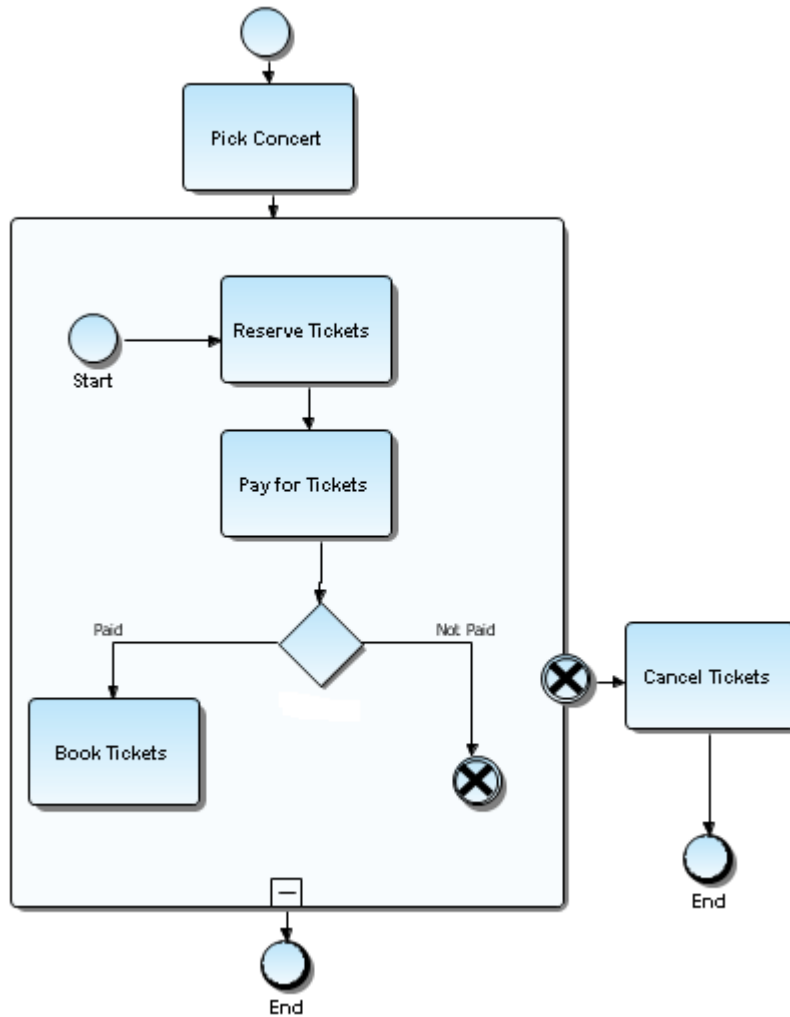 Pick Concert
Reserve Tickets
Start
Pay for Tickets
Paid
Not Paid
Cancel Tickets
Book Tickets
End
End